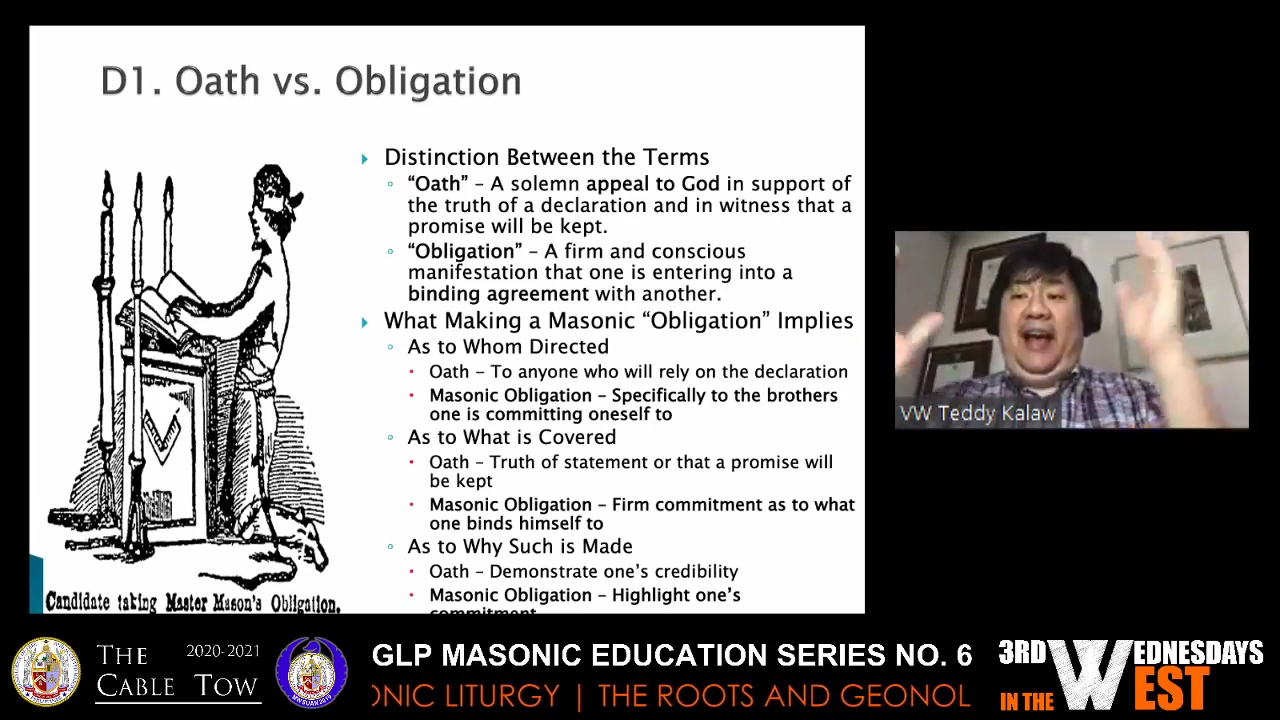 D1. Oath vs. Obligation
Distinction Between the Terms
"Oath" – A solemn appeal to God in support of
the truth of a declaration and in witness that a
promise will be kept.
"Obligation" – A firm and conscious
manifestation that one is entering into a
binding agreement with another.
What Making a Masonic "Obligation" Implies
As to Whom Directed
Oath – To anyone who will rely on the declaration
Masonic Obligation – Specifically to the brothers
one is committing oneself to
As to What is Covered
Oath – Truth of statement or that a promise will
be kept
Masonic Obligation – Firm commitment as to what
one binds himself to
As to Why Such is Made
Oath – Demonstrate one's credibility
Masonic Obligation – Highlight one's
commitment
Candidate taking Master Mason's Obligation.
VW Teddy Kalaw
THE 2020-2021
CABLE TOW
GLP MASONIC EDUCATION SERIES NO. 6
ONIC LITURGY | THE ROOTS AND GEONOL
3RD WEDNESDAYS
IN THE WEST